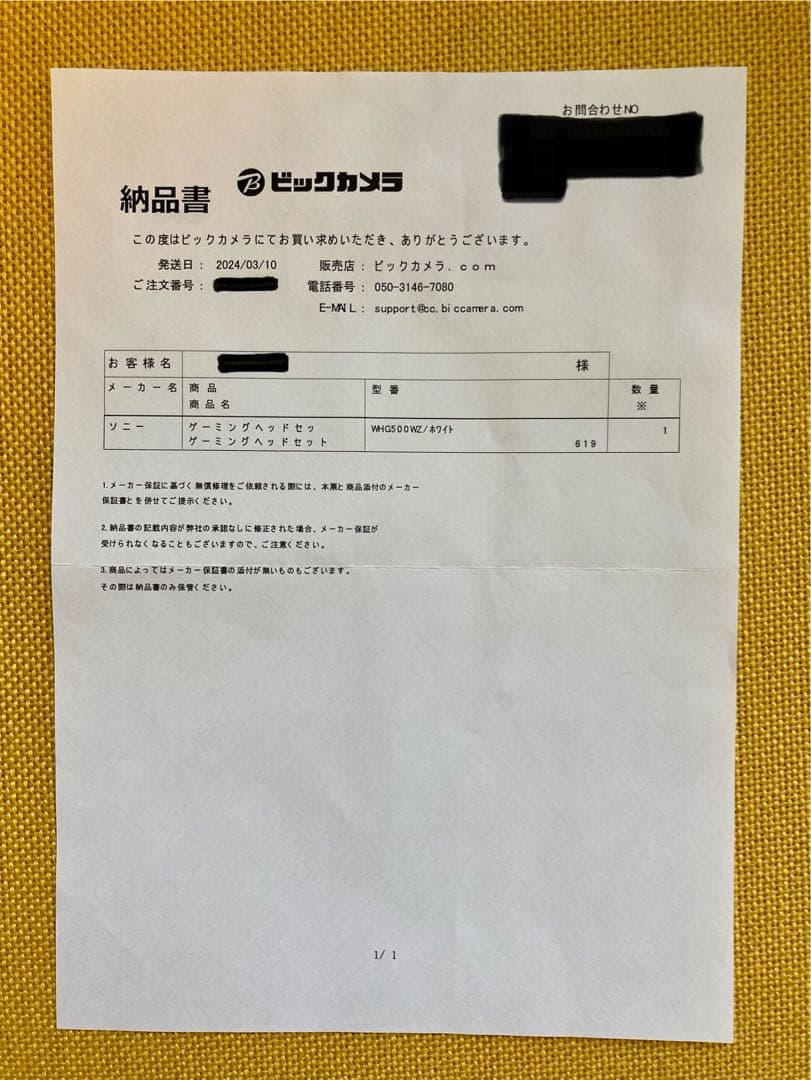 お問合わせNO
納品書 ビックカメラ
この度はビックカメラにてお買い求めいただき、ありがとうございます。
発送日： 2024/03/10 販売店： ビックカメラ．ｃｏｍ
ご注文番号： 電話番号： 050-3146-7080
E-MAIL： support@cc.biccamera.com
お客様名 様
メーカー名 商品 型番 数量
商品名 ※
ソニー ゲーミングヘッドセッ WHG500WZ/ホワイト 1
ゲーミングヘッドセット 619
1.メーカー保証に基づく無償修理をご依頼される際には、本票と商品添付のメーカー
保証書とを併せてご提示ください。
2.納品書の記載内容が弊社の承諾なしに修正された場合、メーカー保証が
受けられなくなることもございますので、ご注意ください。
3.商品によってはメーカー保証書の添付が無いものもございます。
その際は納品書のみ保管ください。
1/ 1